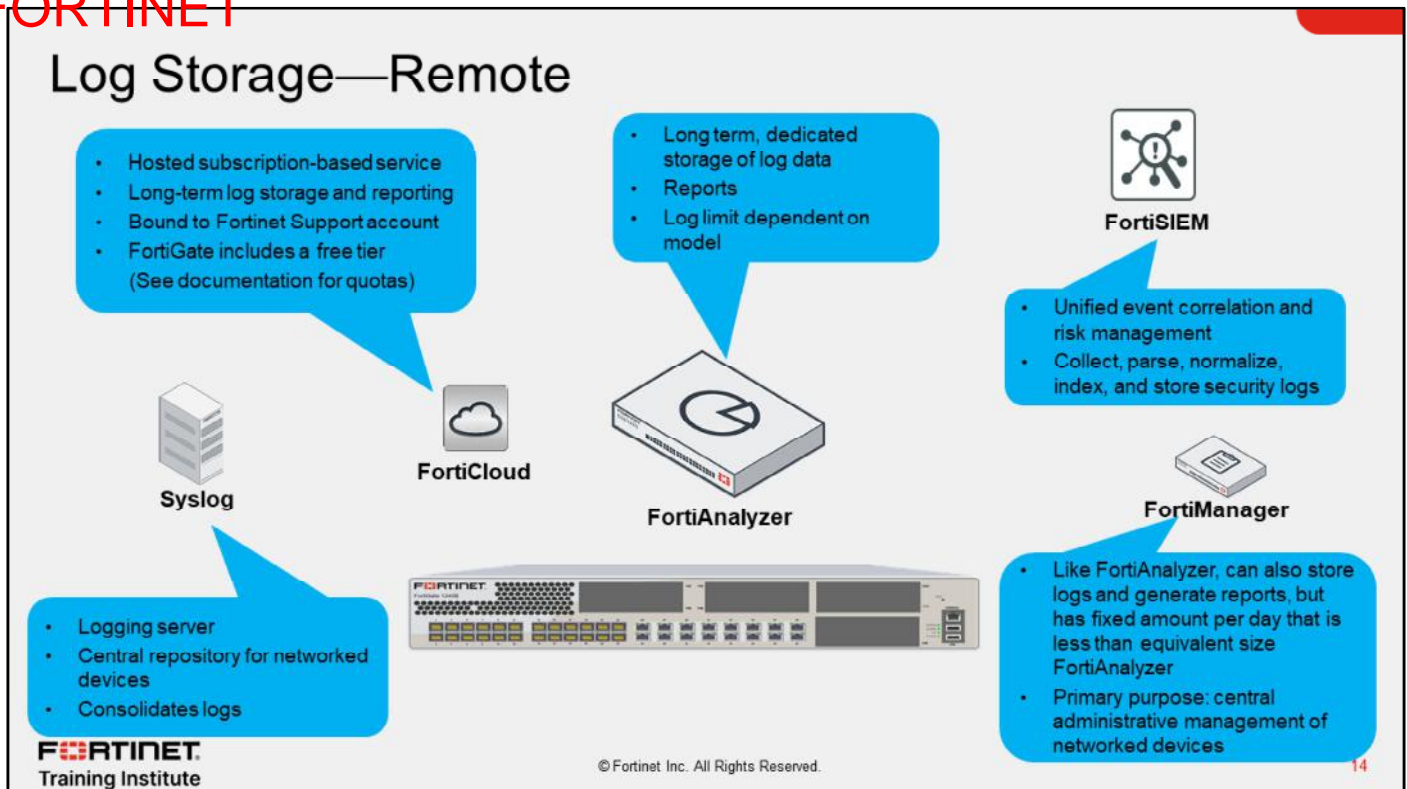 FORTINET
Log Storage—Remote
• Hosted subscription-based service
• Long-term log storage and reporting
• Bound to Fortinet Support account
• FortiGate includes a free tier
(See documentation for quotas)
• Long term, dedicated
storage of log data
• Reports
• Log limit dependent on
model
FortiSIEM
• Unified event correlation and
risk management
• Collect, parse, normalize,
index, and store security logs
Syslog
FortiCloud
FortiAnalyzer
FortiManager
• Logging server
• Central repository for networked
devices
• Consolidates logs
FORTINET
• Like FortiAnalyzer, can also store
logs and generate reports, but
has fixed amount per day that is
less than equivalent size
FortiAnalyzer
• Primary purpose: central
administrative management of
networked devices
FORTINET
Training Institute
© Fortinet Inc. All Rights Reserved.
14